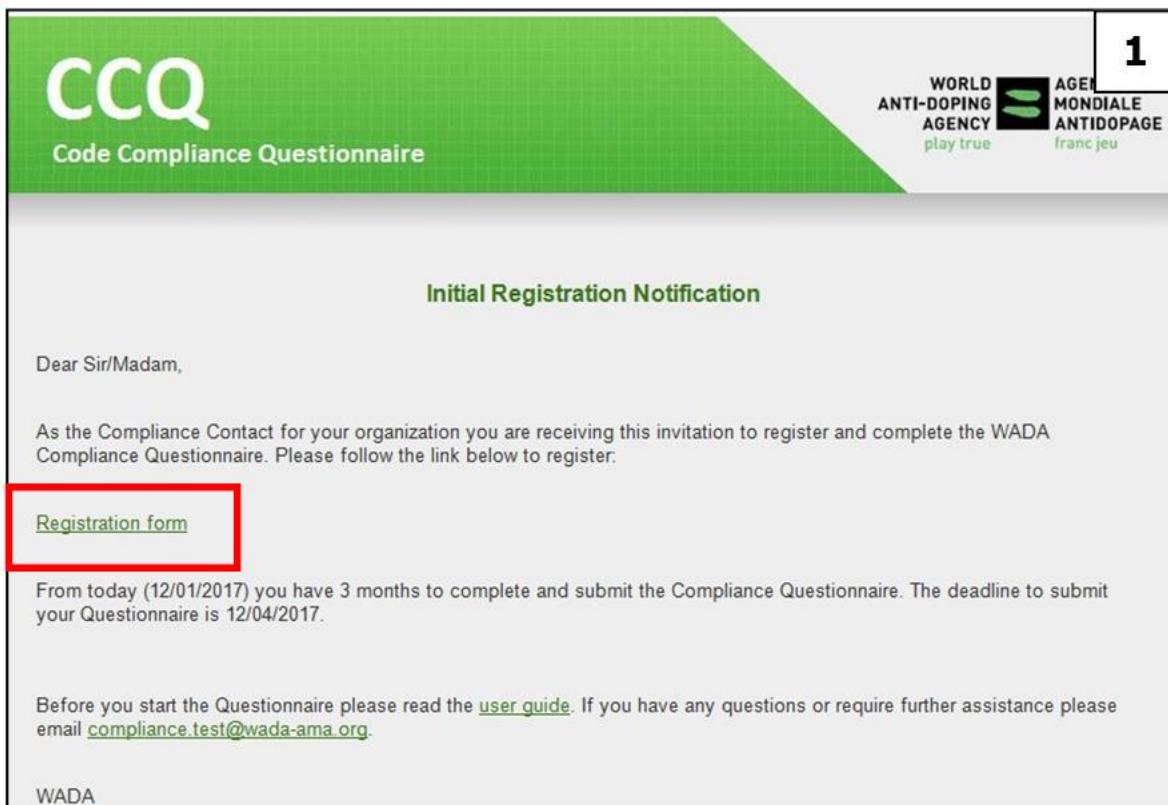 CCQ
Code Compliance Questionnaire
1
WORLD
ANTI-DOPING
AGENCY
play true
MONDIALE
ANTIDOPAGE
franc jeu
Initial Registration Notification
Dear Sir/Madam,
As the Compliance Contact for your organization you are receiving this invitation to register and complete the WADA
Compliance Questionnaire. Please follow the link below to register:
Registration form
From today (12/01/2017) you have 3 months to complete and submit the Compliance Questionnaire. The deadline to submit
your Questionnaire is 12/04/2017.
Before you start the Questionnaire please read the user guide. If you have any questions or require further assistance please
email compliance.test@wada-ama.org.
WADA